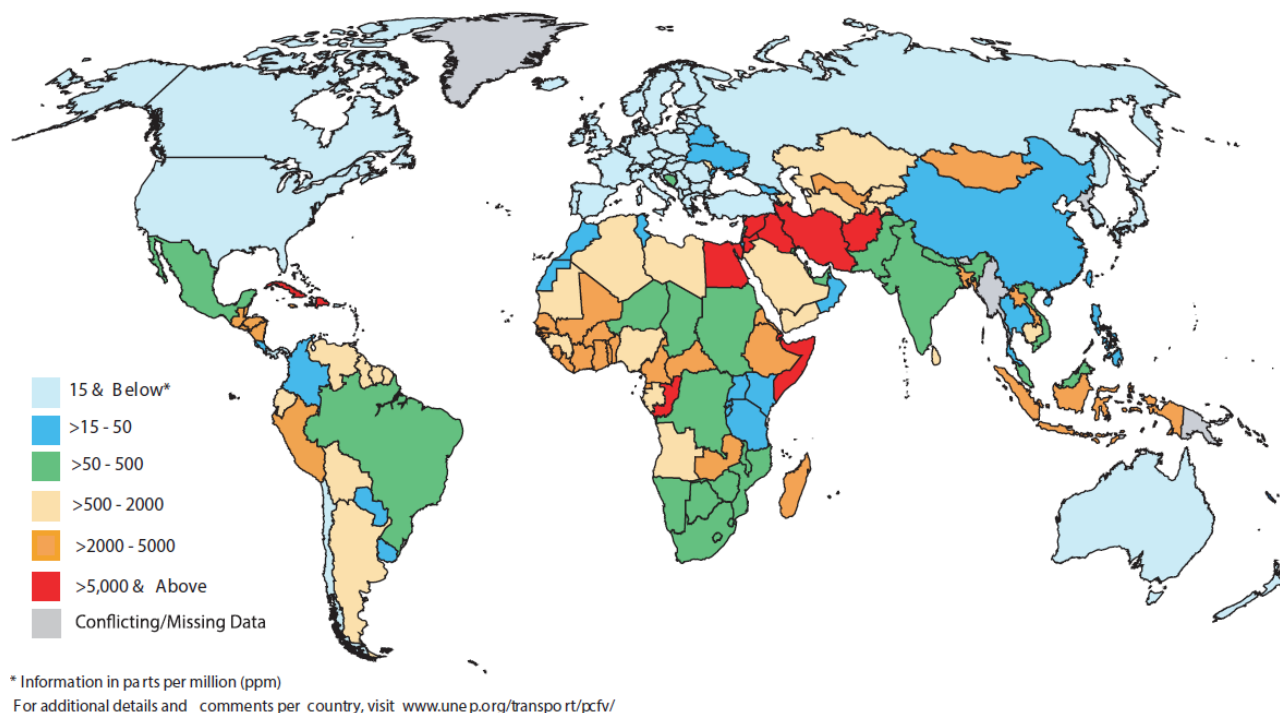 15 & Below*
>15 - 50
>50 - 500
>500 - 2000
>2000 - 5000
>5,000 & Above
Conflicting/Missing Data
* Information in parts per million (ppm)
For additional details and comments per country, visit www.unep.org/transport/pcfv/